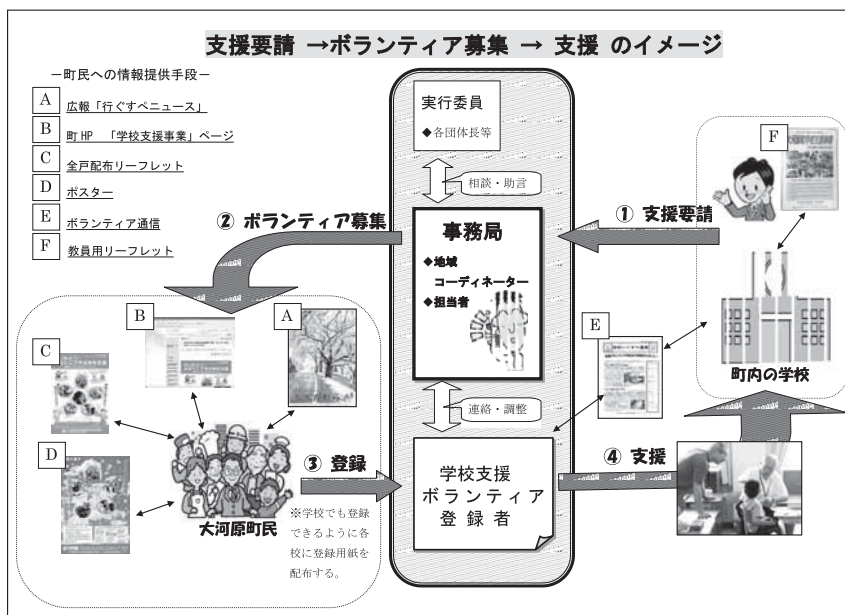 支援要請 →ボランティア募集 → 支援 のイメージ
－町民への情報提供手段－
A 広報「行ぐすぺニュース」
B 町HP 「学校支援事業」ページ
C 全戸配布リーフレット
D ポスター
E ボランティア通信
F 教員用リーフレット
実行委員
◆各団体長等
相談・助言
① 支援要請
② ボランティア募集
事務局
◆地域
コーディネーター
◆担当者
F
町内の学校
E
連絡・調整
A
B
C
D
大河原町民
③ 登録
※学校でも登録
できるように各
校に登録用紙を
配布する。
学校支援
ボランティア
登録者
④ 支援